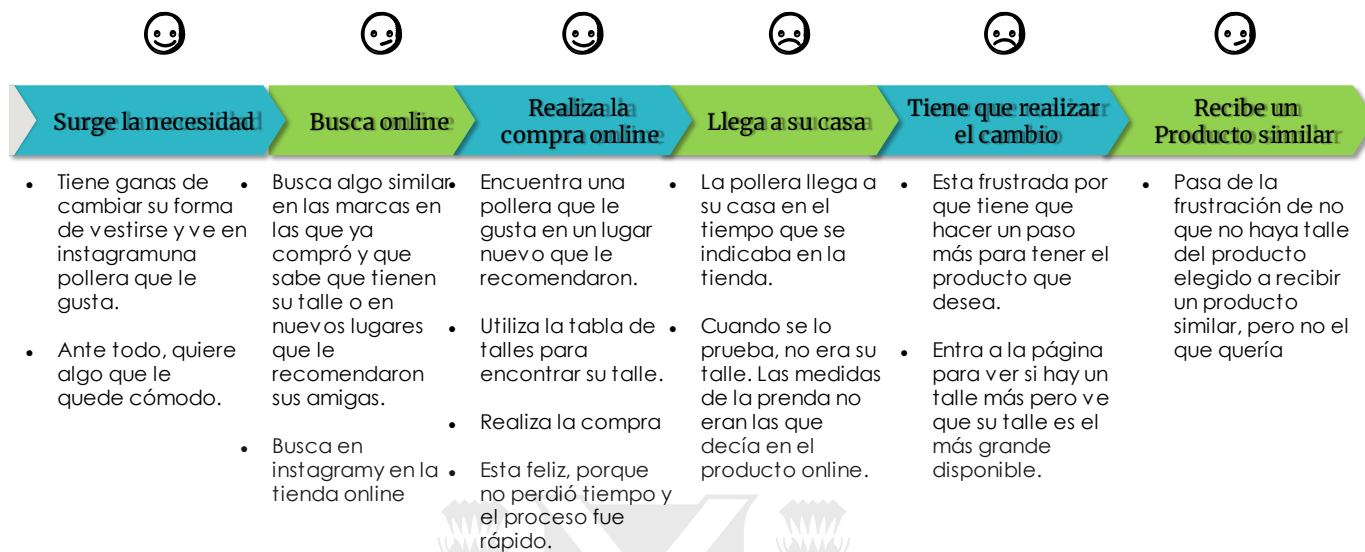 Surge la necesidad
Busca online
Realiza la
compra online
Llega a su casa
Tiene que realizar
el cambio
Recibe un
Producto similar
• Tiene ganas de
cambiar su forma
de vestirse y ve en
instagramuna
pollera que le
gusta.
• Ante todo, quiere
algo que le
quede cómodo.
• Busca algo similar
en las marcas en
las que ya
compró y que
sabe que tienen
su talle o en
nuevos lugares
que le
recomendaron
sus amigas.
• Busca en
instagramy en la
tienda online
• Encuentra una
pollera que le
gusta en un lugar
nuevo que le
recomendaron.
• Utiliza la tabla de
talles para
encontrar su talle.
• Realiza la compra
• Esta feliz, porque
no perdió tiempo y
el proceso fue
rápido.
• La pollera llega a
su casa en el
tiempo que se
indicaba en la
tienda.
• Cuando se lo
prueba, no era su
talle. Las medidas
de la prenda no
eran las que
decía en el
producto online.
• Esta frustrada por
que tiene que
hacer un paso
más para tener el
producto que
desea.
• Entra a la página
para ver si hay un
talle más pero ve
que su talle es el
más grande
disponible.
• Pasa de la
frustración de no
que no haya talle
del producto
elegido a recibir
un producto
similar, pero no el
que quería